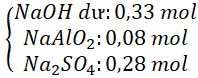 NaOH dư: 0,33 mol
NaAlO₂: 0,08 mol
Na₂SO₄: 0,28 mol